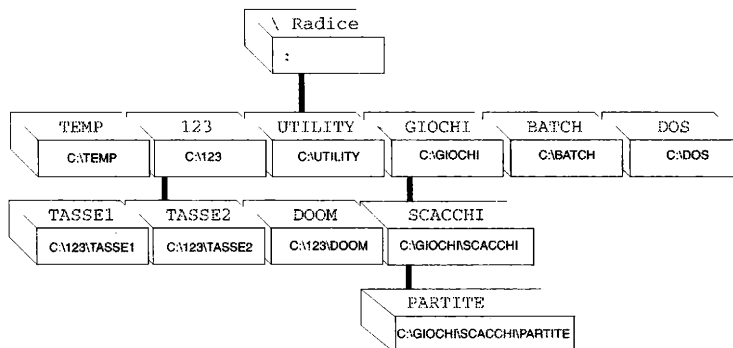 \ Radice
:
TEMP 123 UTILITY GIOCHI BATCH DOS
C:\TEMP C:\123 C:\UTILITY C:\GIOCHI C:\BATCH C:\DOS
TASSE1 TASSE2 DOOM SCACCHI
C:\123\TASSE1 C:\123\TASSE2 C:\123\DOOM C:\GIOCHI\SCACCHI
PARTITE
C:\GIOCHI\SCACCHI\PARTITE